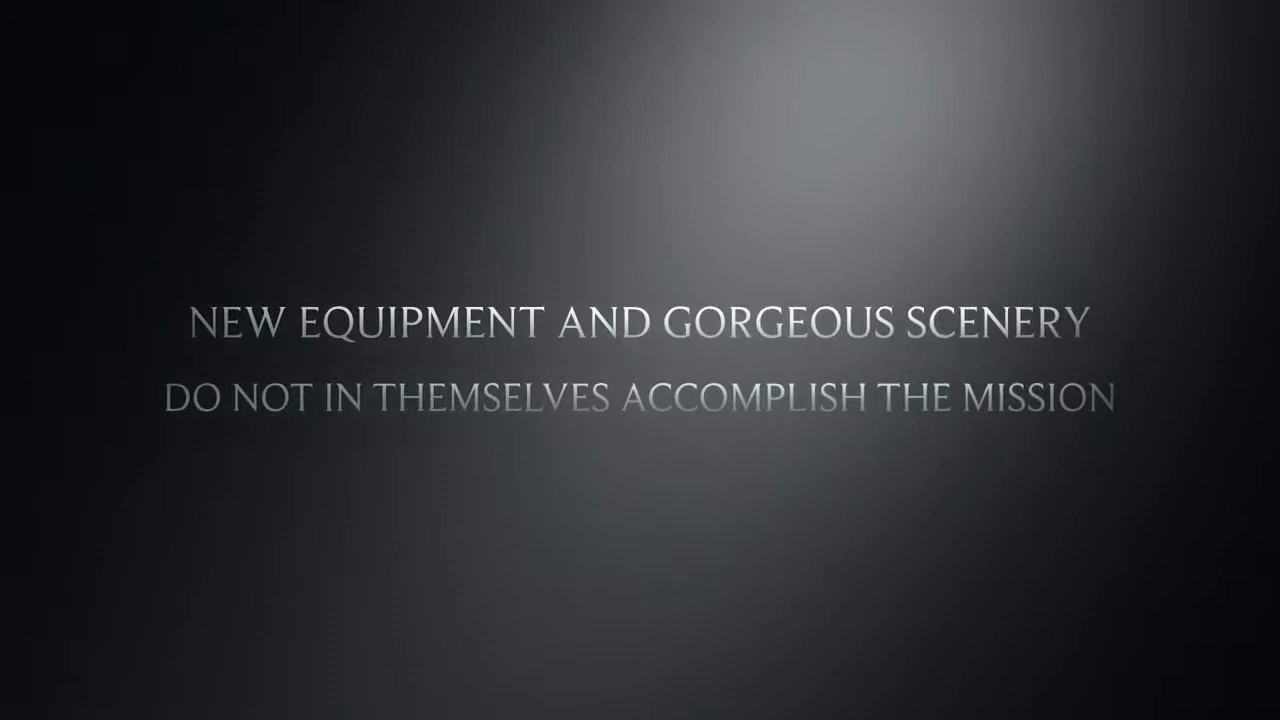 NEW EQUIPMENT AND GORGEOUS SCENERY
DO NOT IN THEMSELVES ACCOMPLISH THE MISSION